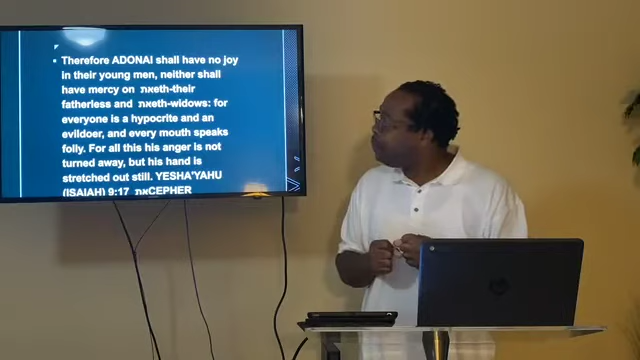 Therefore ADONAI shall have no joy
in their young men, neither shall
have mercy on את𐤀eth-their
fatherless and אתeth-widows: for
everyone is a hypocrite and an
evildoer, and every mouth speaks
folly. For all this his anger is not
turned away, but his hand is
stretched out still. YESHA'YAHU
(ISAIAH) 9:17 אתCEPHER